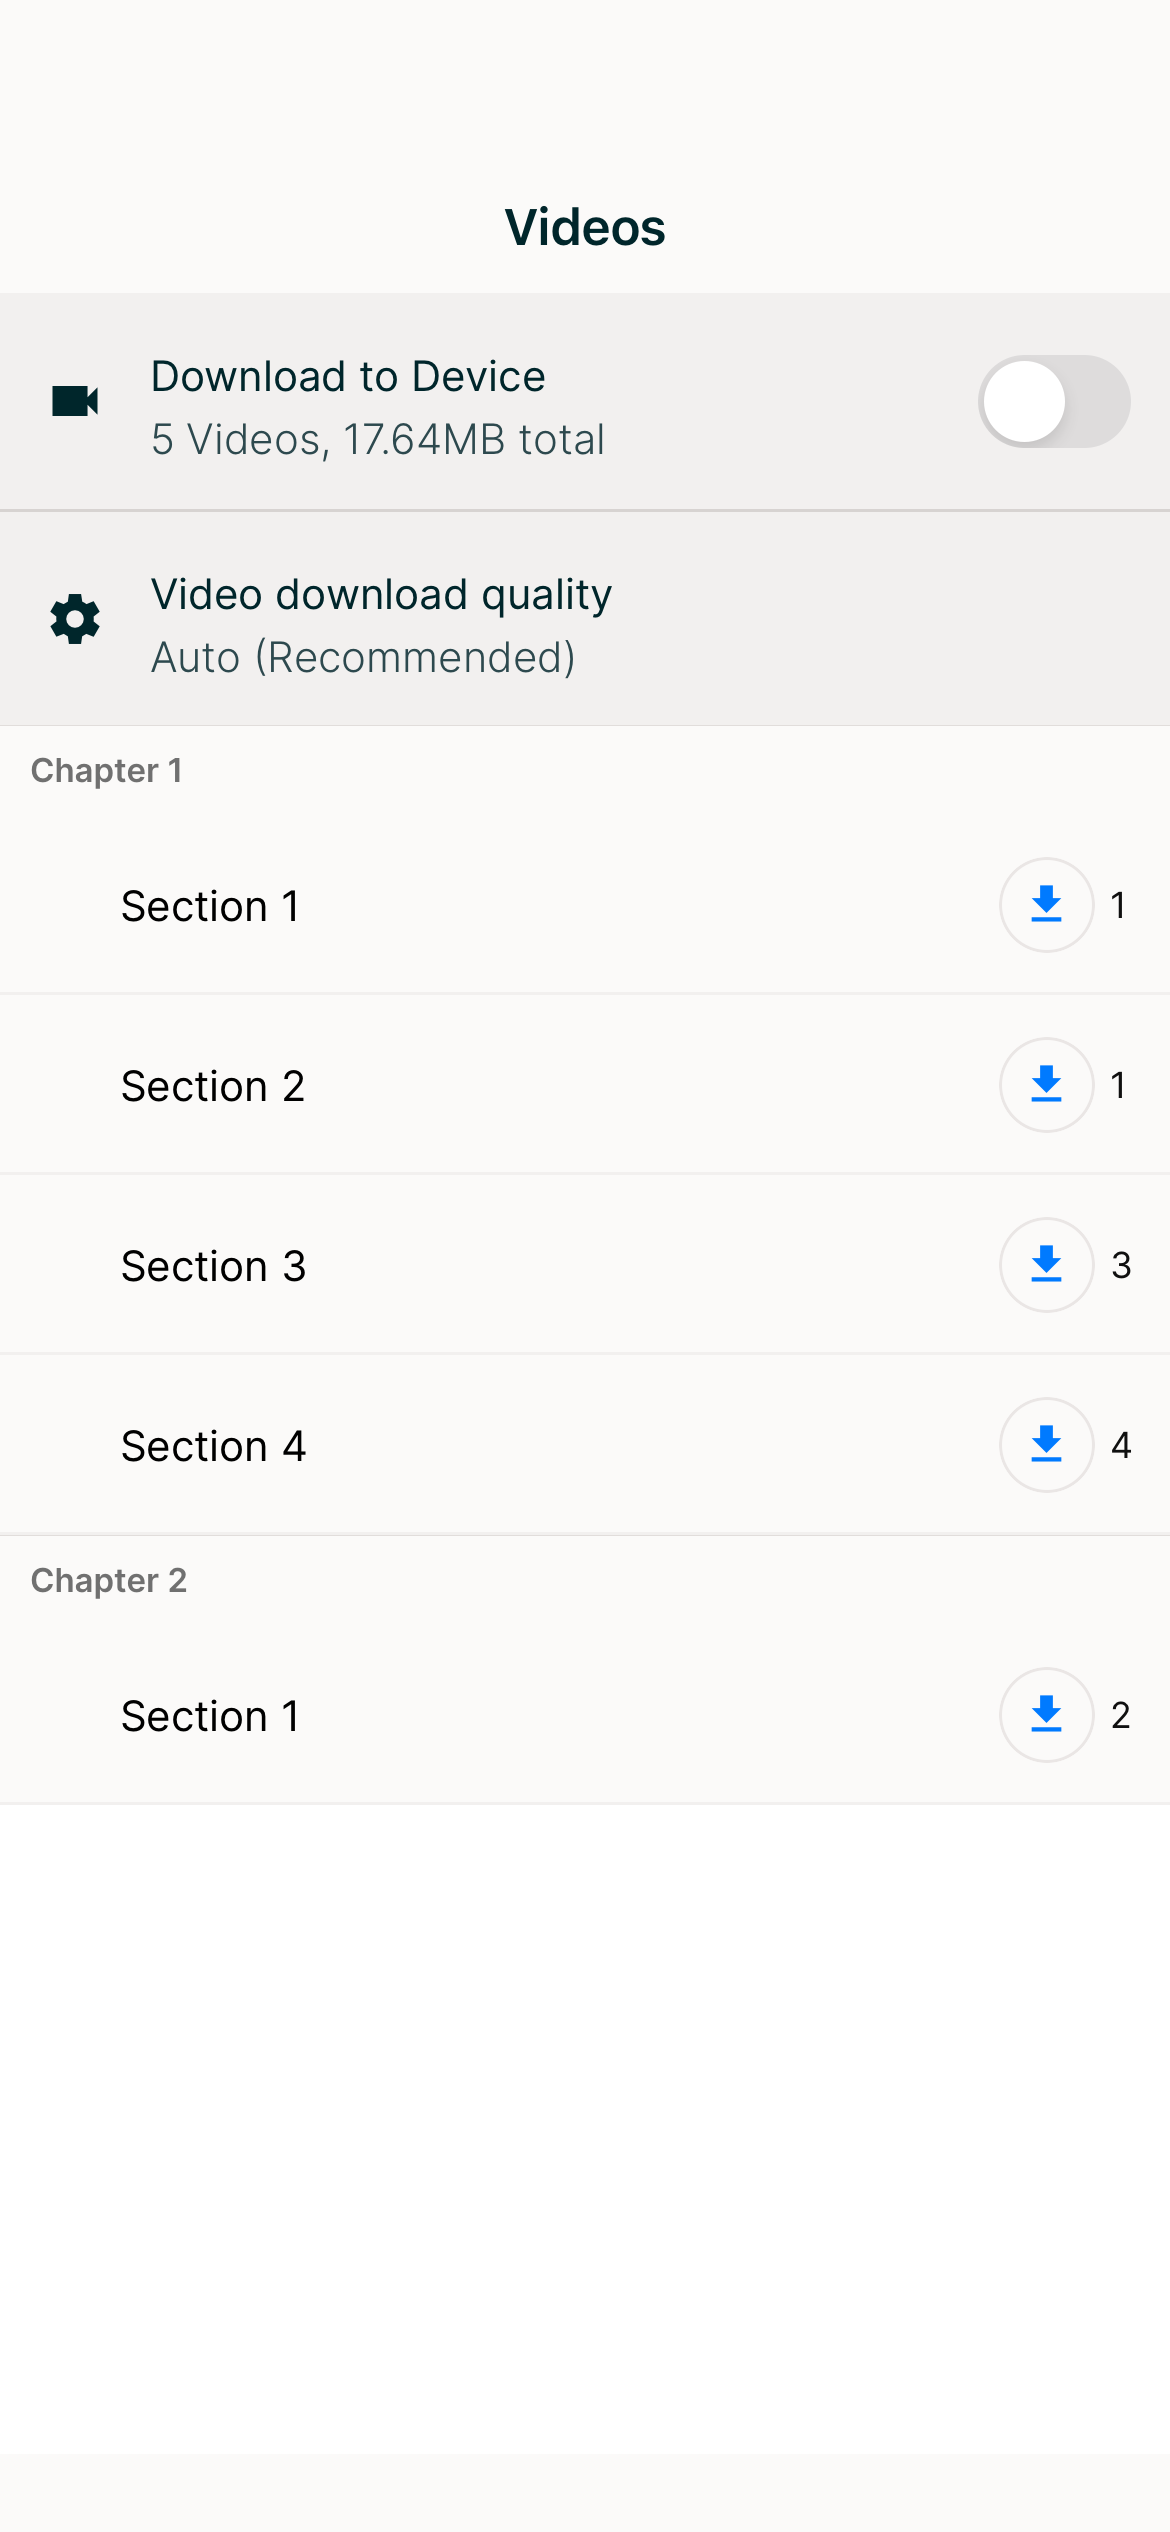 Videos
Download to Device
5 Videos, 17.64MB total
Video download quality
Auto (Recommended)
Chapter 1
Section 1 1
Section 2 1
Section 3 3
Section 4 4
Chapter 2
Section 1 2